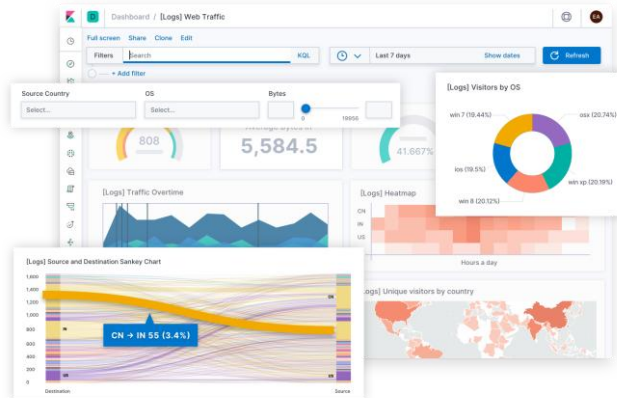 Dashboard / [Logs] Web Traffic
EA
Full screen Share Clone Edit
Filters Search KQL Last 7 days Show dates Refresh
+ Add filter
Source Country OS Bytes
Select... Select... 0 19956
[Logs] Visitors by OS
win 7 (19.44%) osx (20.74%)
ios (19.5%) win xp (20.19%)
win 8 (20.12%)
808
5,584.5
41.667%
[Logs] Traffic Overtime
[Logs] Heatmap
CN
IN
US
Hours a day
[Logs] Source and Destination Sankey Chart
1,600
1,400
1,200
1,000
800
600
400
200
0
IN
CN → IN 55 (3.4%)
Destination Source
Logs] Unique visitors by country